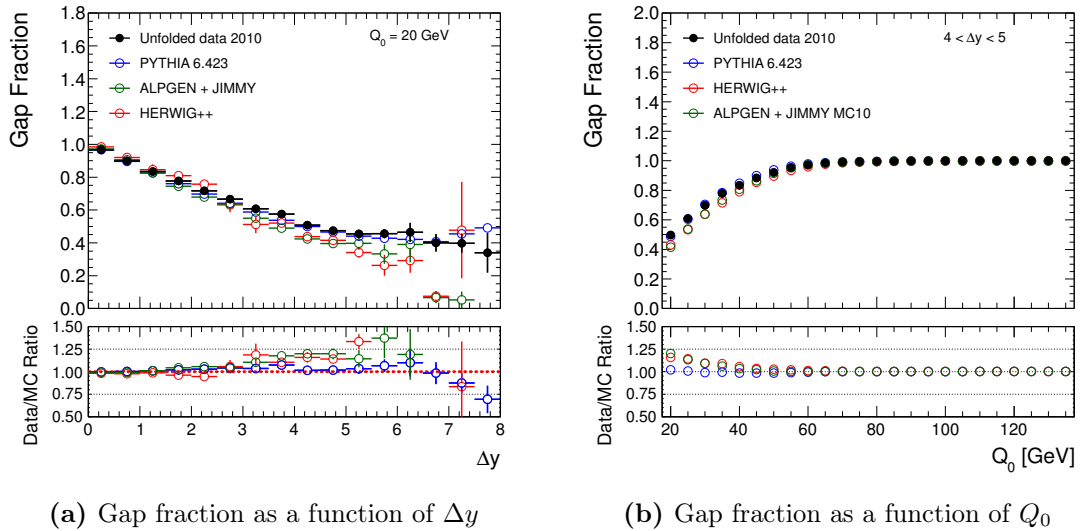 Gap Fraction
1.8
1.6
1.4
1.2
1.0
0.8
0.6
0.4
0.2
0.0
Unfolded data 2010
PYTHIA 6.423
ALPGEN + JIMMY
HERWIG++
Q0 = 20 GeV
Data/MC Ratio
1.50
1.25
1.00
0.75
0.50
0 1 2 3 4 5 6 7 8
Δy
(a) Gap fraction as a function of Δy
Gap Fraction
2.0
1.8
1.6
1.4
1.2
1.0
0.8
0.6
0.4
0.2
0.0
Unfolded data 2010
PYTHIA 6.423
HERWIG++
ALPGEN + JIMMY MC10
4 < Δy < 5
Data/MC Ratio
1.50
1.25
1.00
0.75
0.50
20 40 60 80 100 120
Q0 [GeV]
(b) Gap fraction as a function of Q0